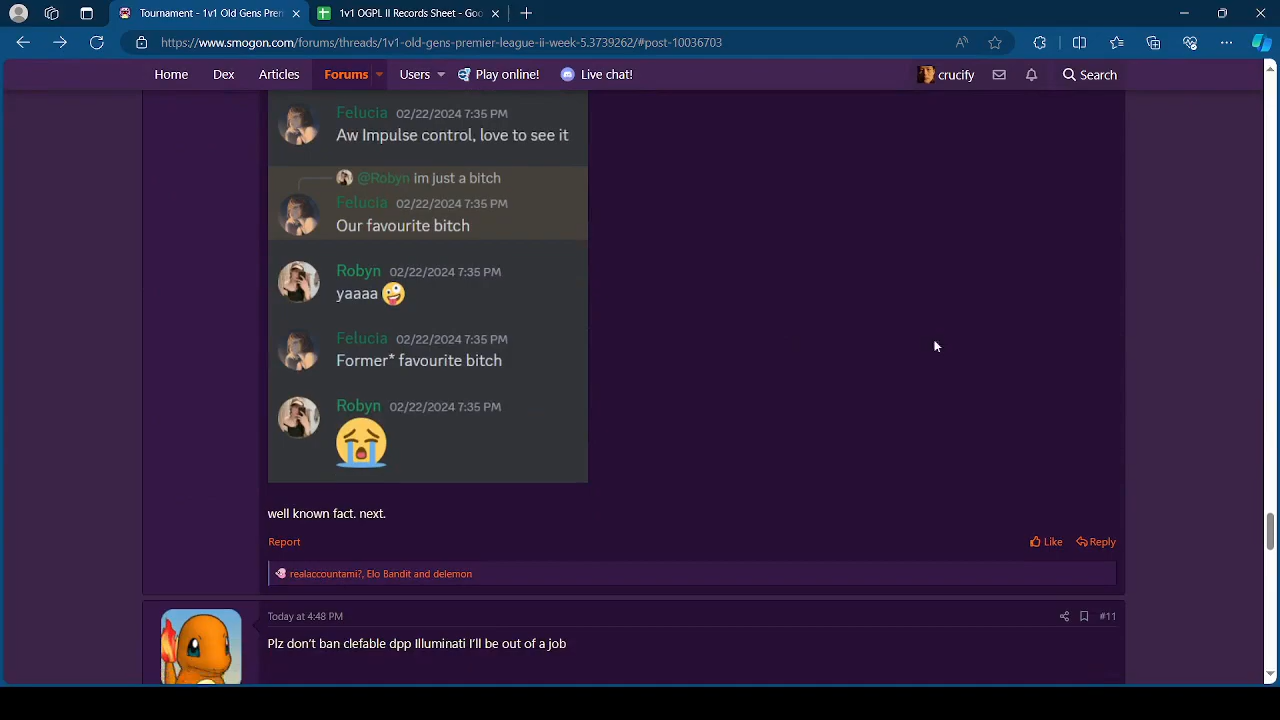 Tournament - 1v1 Old Gens Prem
1v1 OGPL II Records Sheet - Goo
https://www.smogon.com/forums/threads/1v1-old-gens-premier-league-ii-week-5.3739262/#post-10036703
Home
Dex
Articles
Forums
Users
Play online!
Live chat!
crucify
Search
Felucia 02/22/2024 7:35 PM
Aw Impulse control, love to see it
@Robyn im just a bitch
Felucia 02/22/2024 7:35 PM
Our favourite bitch
Robyn 02/22/2024 7:35 PM
yaaaa 🤪
Felucia 02/22/2024 7:35 PM
Former* favourite bitch
Robyn 02/22/2024 7:35 PM
😭
well known fact. next.
Report
Like
Reply
realaccountami?, Elo Bandit and delemon
Today at 4:48 PM
#11
Plz don't ban clefable dpp Illuminati I'll be out of a job